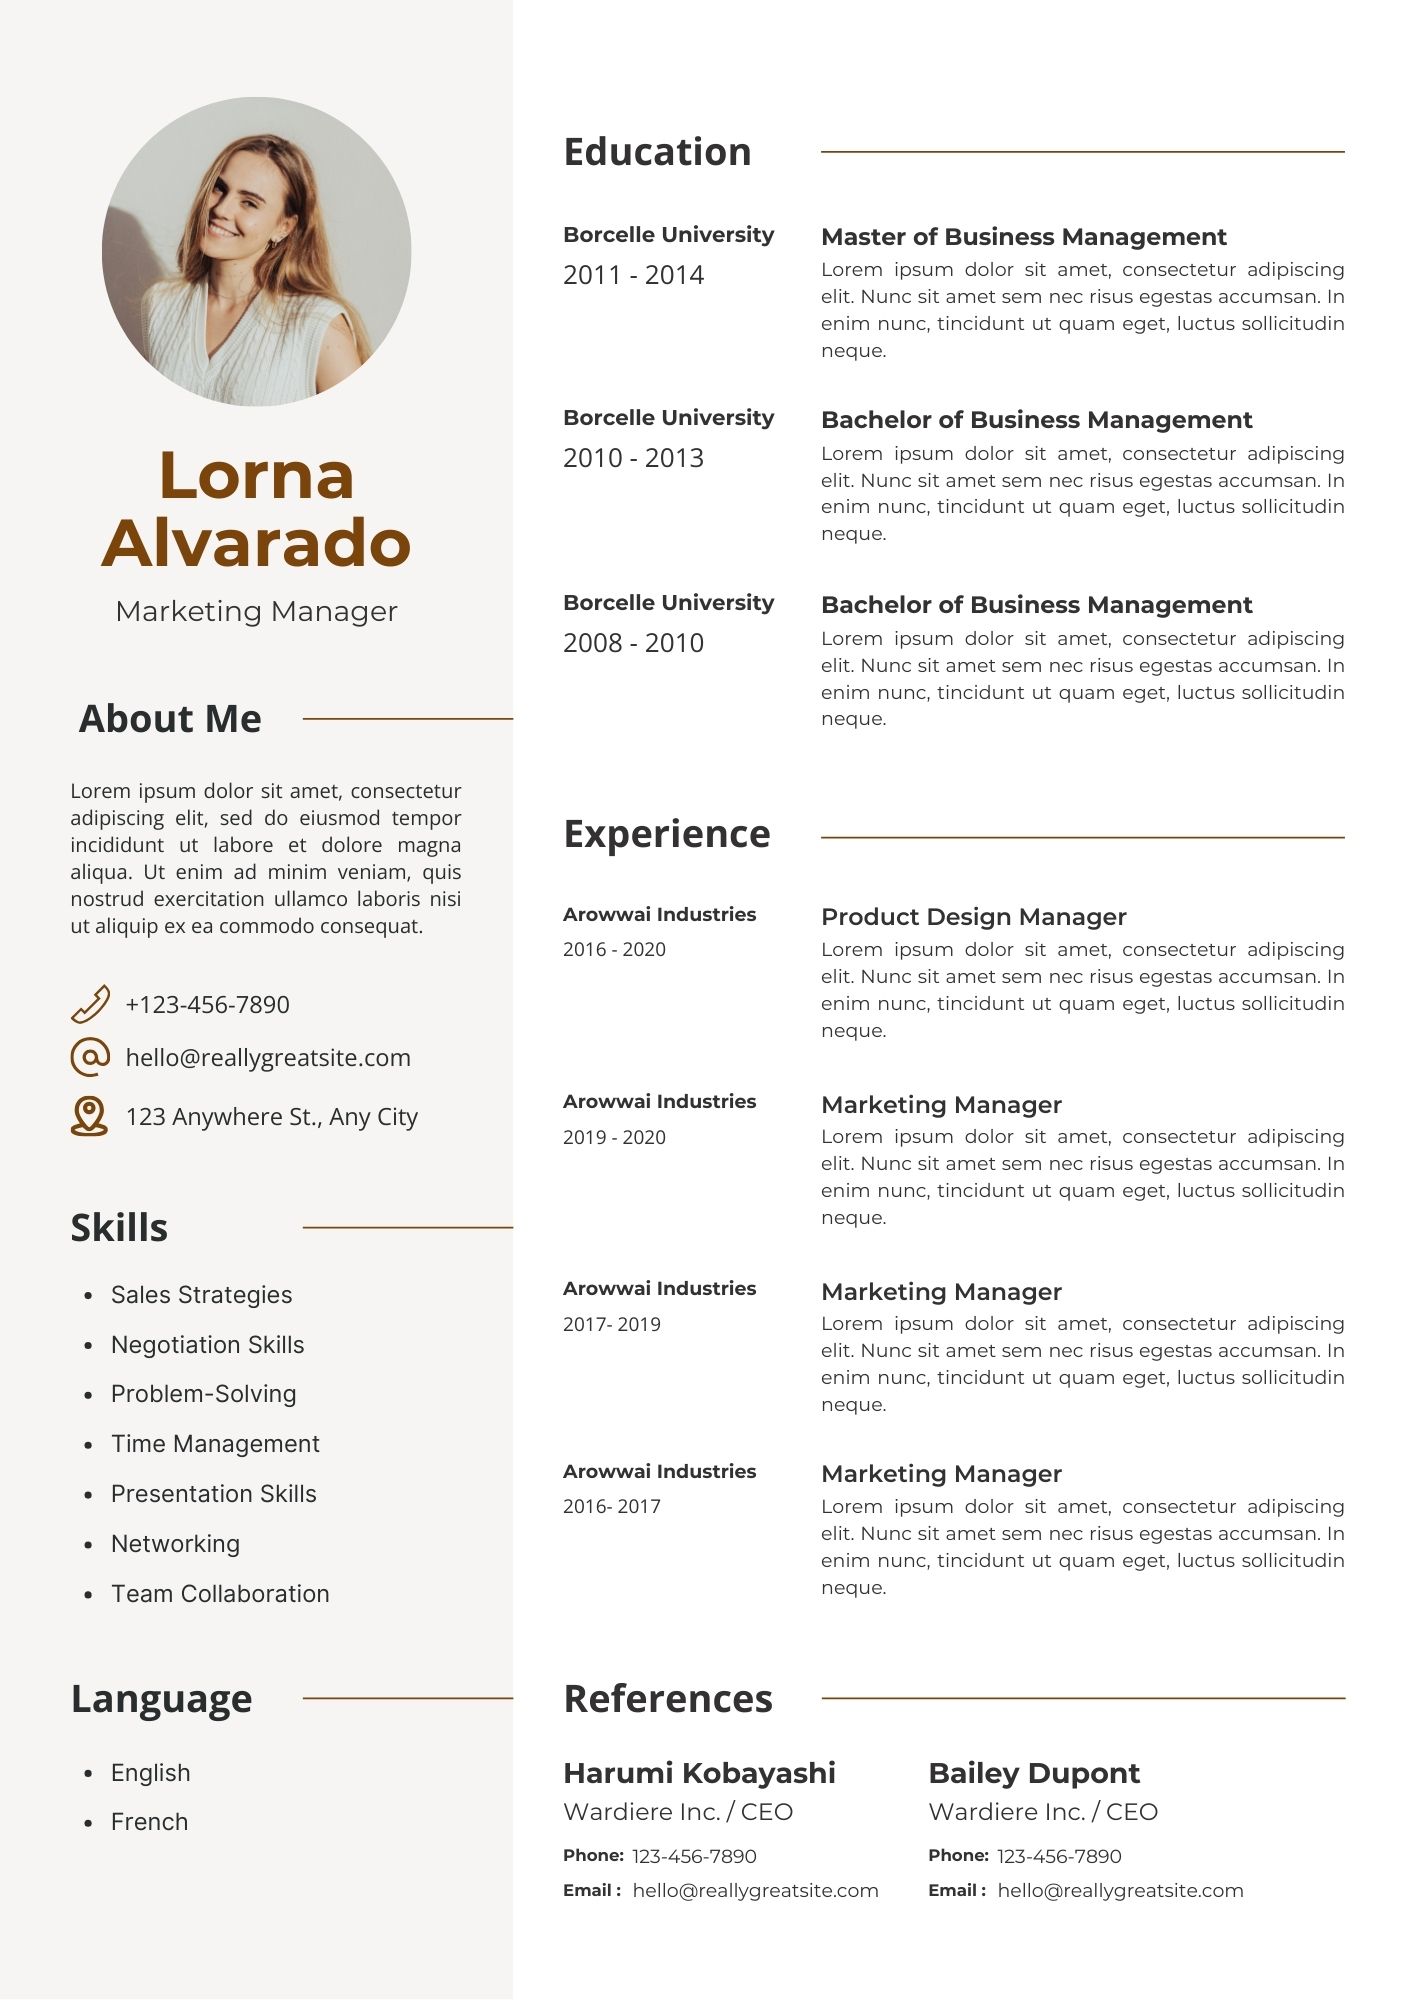 Lorna
Alvarado
Marketing Manager
About Me
Lorem ipsum dolor sit amet, consectetur
adipiscing elit, sed do eiusmod tempor
incididunt ut labore et dolore magna
aliqua. Ut enim ad minim veniam, quis
nostrud exercitation ullamco laboris nisi
ut aliquip ex ea commodo consequat.
+123-456-7890
hello@reallygreatsite.com
123 Anywhere St., Any City
Skills
• Sales Strategies
• Negotiation Skills
• Problem-Solving
• Time Management
• Presentation Skills
• Networking
• Team Collaboration
Language
• English
• French
Education
Borcelle University
2011 - 2014
Master of Business Management
Lorem ipsum dolor sit amet, consectetur adipiscing
elit. Nunc sit amet sem nec risus egestas accumsan. In
enim nunc, tincidunt ut quam eget, luctus sollicitudin
neque.
Borcelle University
2010 - 2013
Bachelor of Business Management
Lorem ipsum dolor sit amet, consectetur adipiscing
elit. Nunc sit amet sem nec risus egestas accumsan. In
enim nunc, tincidunt ut quam eget, luctus sollicitudin
neque.
Borcelle University
2008 - 2010
Bachelor of Business Management
Lorem ipsum dolor sit amet, consectetur adipiscing
elit. Nunc sit amet sem nec risus egestas accumsan. In
enim nunc, tincidunt ut quam eget, luctus sollicitudin
neque.
Experience
Arowwai Industries
2016 - 2020
Product Design Manager
Lorem ipsum dolor sit amet, consectetur adipiscing
elit. Nunc sit amet sem nec risus egestas accumsan. In
enim nunc, tincidunt ut quam eget, luctus sollicitudin
neque.
Arowwai Industries
2019 - 2020
Marketing Manager
Lorem ipsum dolor sit amet, consectetur adipiscing
elit. Nunc sit amet sem nec risus egestas accumsan. In
enim nunc, tincidunt ut quam eget, luctus sollicitudin
neque.
Arowwai Industries
2017- 2019
Marketing Manager
Lorem ipsum dolor sit amet, consectetur adipiscing
elit. Nunc sit amet sem nec risus egestas accumsan. In
enim nunc, tincidunt ut quam eget, luctus sollicitudin
neque.
Arowwai Industries
2016- 2017
Marketing Manager
Lorem ipsum dolor sit amet, consectetur adipiscing
elit. Nunc sit amet sem nec risus egestas accumsan. In
enim nunc, tincidunt ut quam eget, luctus sollicitudin
neque.
References
Harumi Kobayashi
Wardiere Inc. / CEO
Phone: 123-456-7890
Email : hello@reallygreatsite.com
Bailey Dupont
Wardiere Inc. / CEO
Phone: 123-456-7890
Email : hello@reallygreatsite.com